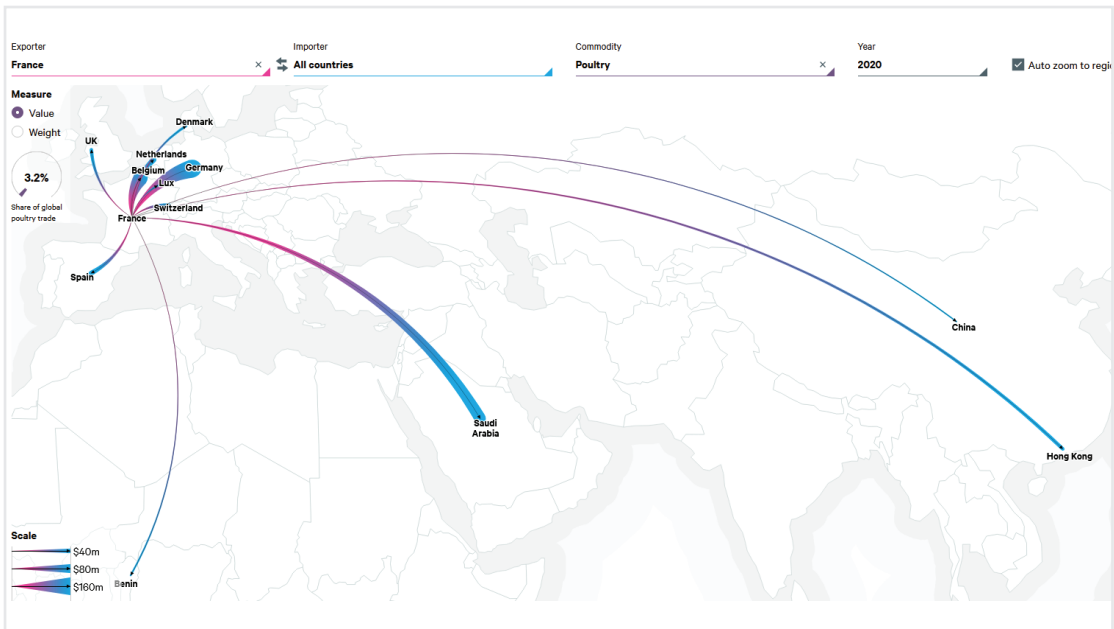 Exporter
France ×
Importer
All countries
Commodity
Poultry ×
Year
2020
Auto zoom to regi
Measure
Value
Weight
3.2%
Share of global
poultry trade
Denmark
UK
Netherlands
Belgium
Germany
Lux
Switzerland
France
Spain
China
Saudi
Arabia
Hong Kong
Benin
Scale
$40m
$80m
$160m